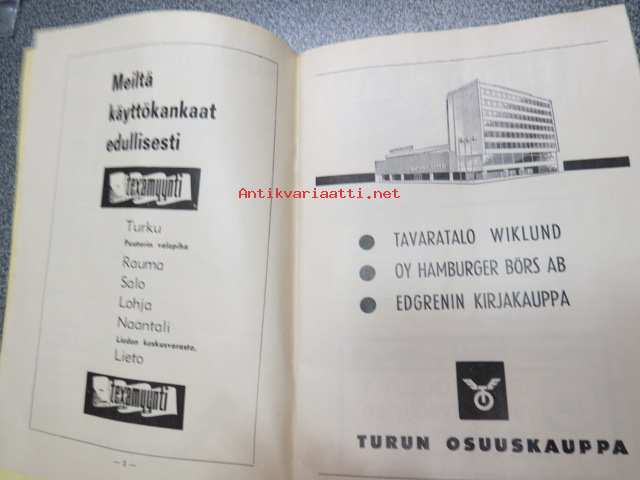 Meiltä
käyttökankaat
edullisesti
texamyynti
Turku
Puutorin valopiha
Rauma
Salo
Lohja
Naantali
Liedon keskusvarasto,
Lieto
texamyynti
Antikvariaatti.net
TAVARATALO WIKLUND
OY HAMBURGER BÖRS AB
EDGRENIN KIRJAKAUPPA
TURUN OSUUSKAUPPA